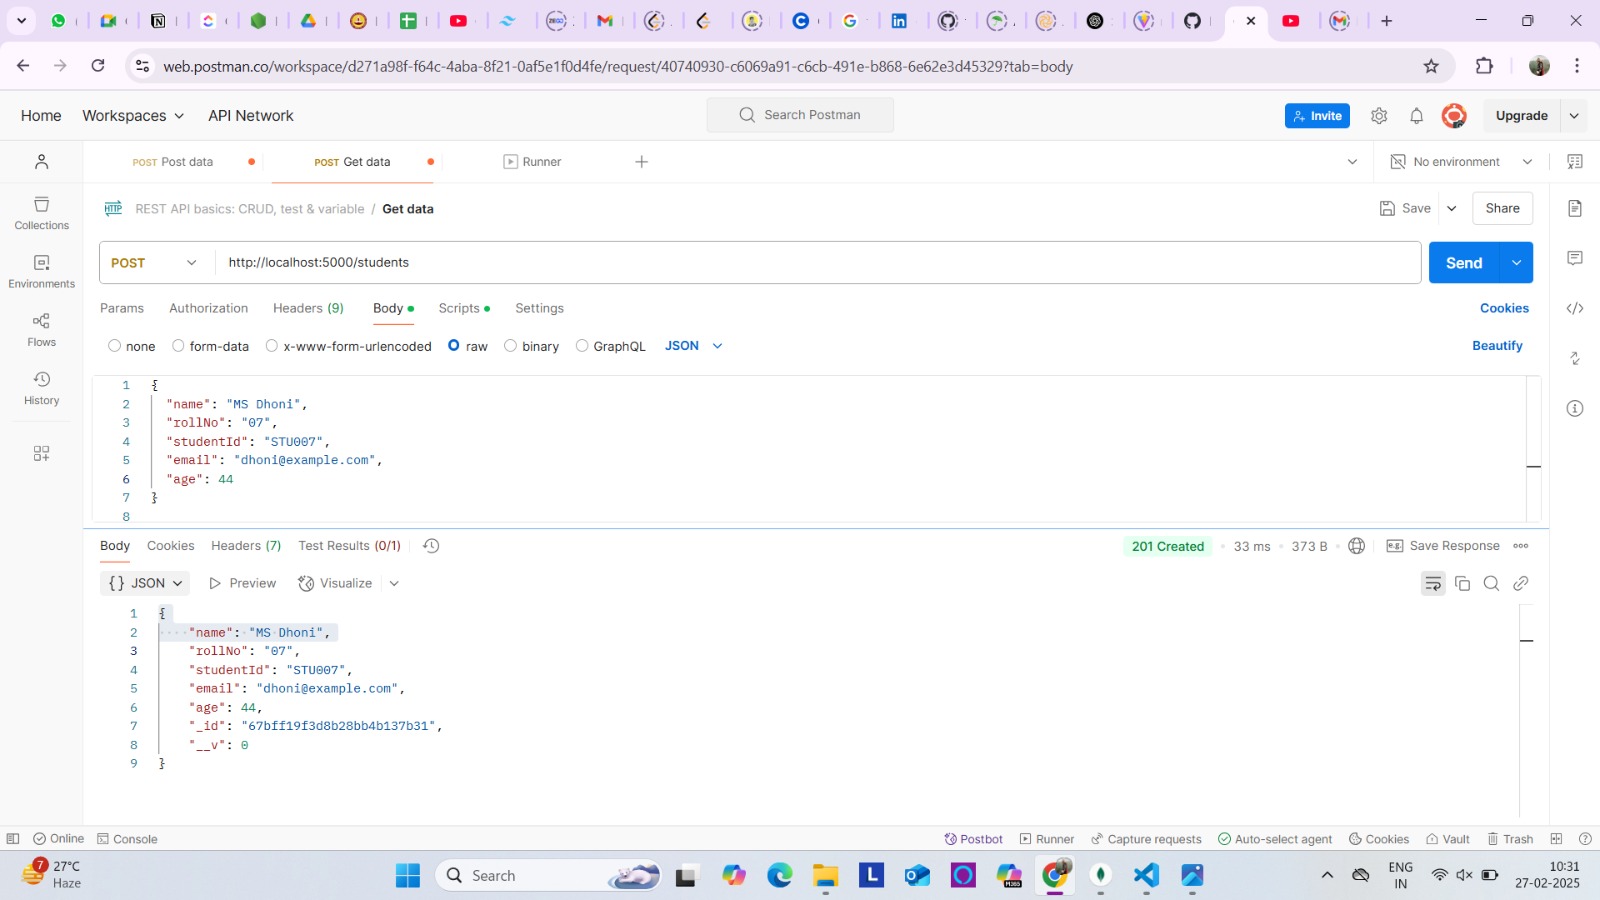 web.postman.co/workspace/d271a98f-f64c-4aba-8f21-0af5e1f0d4fe/request/40740930-c6069a91-c6cb-491e-b868-6e62e3d45329?tab=body
Home Workspaces API Network Search Postman Invite Upgrade
POST Post data POST Get data Runner No environment
HTTP REST API basics: CRUD, test & variable / Get data Save Share
Collections
Environments
Flows
History
POST http://localhost:5000/students Send
Params Authorization Headers (9) Body Scripts Settings Cookies
none form-data x-www-form-urlencoded raw binary GraphQL JSON Beautify
1 {
2 "name": "MS Dhoni",
3 "rollNo": "07",
4 "studentId": "STU007",
5 "email": "dhoni@example.com",
6 "age": 44
7 }
8
Body Cookies Headers (7) Test Results (0/1) 201 Created 33 ms 373 B e.g. Save Response
{} JSON Preview Visualize
1 {
2 "name": "MS Dhoni",
3 "rollNo": "07",
4 "studentId": "STU007",
5 "email": "dhoni@example.com",
6 "age": 44,
7 "_id": "67bff19f3d8b28bb4b137b31",
8 "__v": 0
9 }
Online Console Postbot Runner Capture requests Auto-select agent Cookies Vault Trash
7 27°C
Haze
Search
L
M365
ENG
IN
10:31
27-02-2025